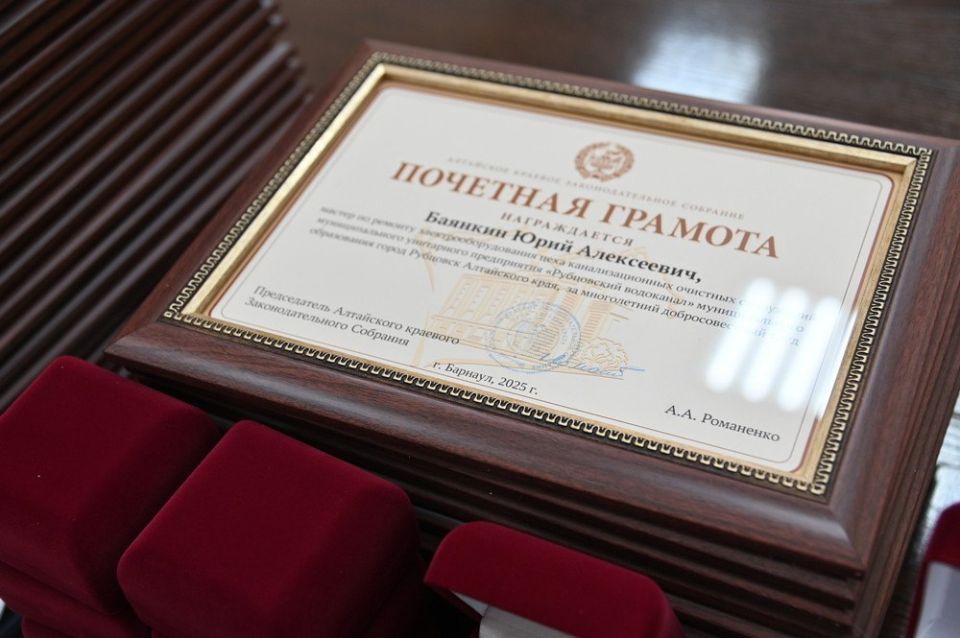 АЛТАЙСКОЕ КРАЕВОЕ ЗАКОНОДАТЕЛЬНОЕ СОБРАНИЕ
ПОЧЕТНАЯ ГРАМОТА
НАГРАЖДАЕТСЯ
Баянкин Юрий Алексеевич,
мастер по ремонту электрооборудования цеха канализационных очистных
муниципального унитарного предприятия «Рубцовский водоканал»
образования город Рубцовск Алтайского края, за многолетний добросовестный труд
Председатель Алтайского краевого
Законодательного Собрания
А.А. Романенко
г. Барнаул, 2025 г.